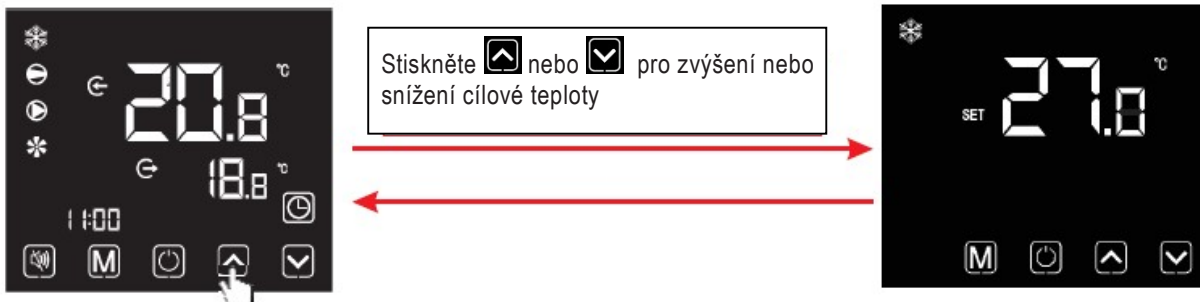 20.8 °C
18.8 °C
11:00
M
Stiskněte nebo pro zvýšení nebo
snížení cílové teploty
SET 27.0 °C
M